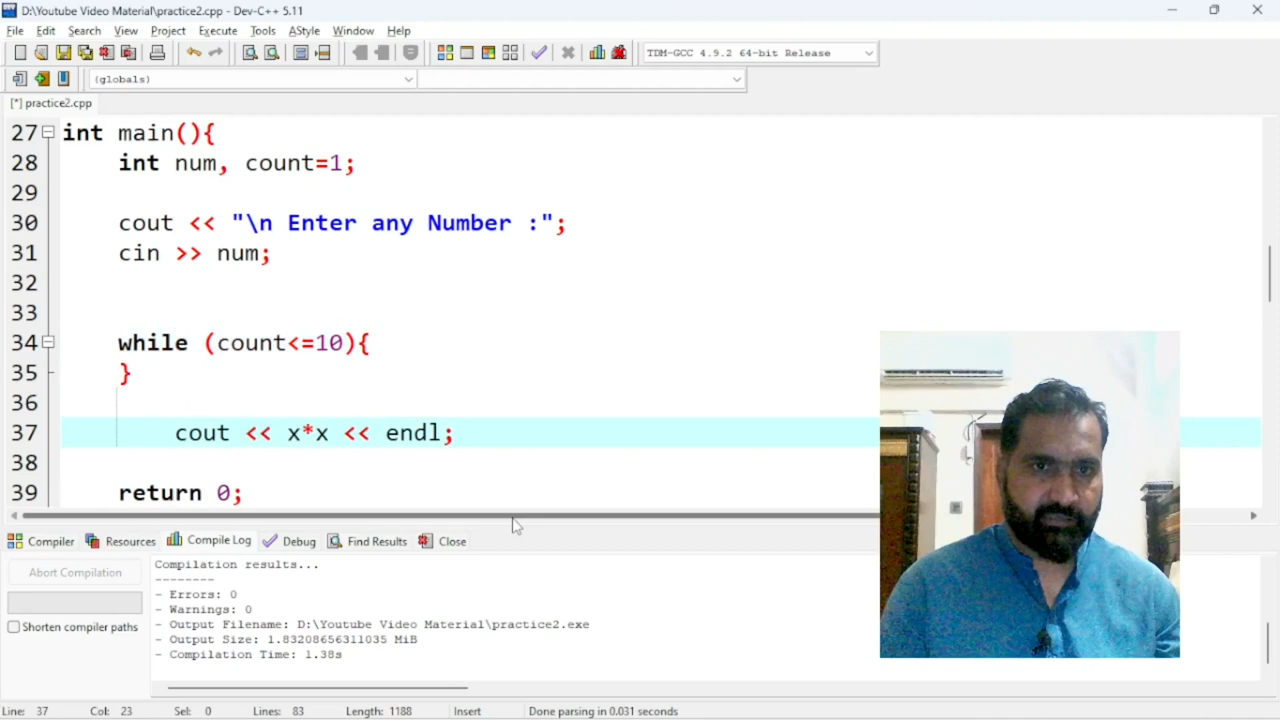 D:\Youtube Video Material\practice2.cpp - Dev-C++ 5.11
File Edit Search View Project Execute Tools AStyle Window Help
TDM-GCC 4.9.2 64-bit Release
(globals)
[*] practice2.cpp
27 int main(){
28 int num, count=1;
29
30 cout << "\n Enter any Number :";
31 cin >> num;
32
33
34 while (count<=10){
35 }
36
37 cout << x*x << endl;
38
39 return 0;
Compiler Resources Compile Log Debug Find Results Close
Abort Compilation
Shorten compiler paths
Compilation results...
--------
- Errors: 0
- Warnings: 0
- Output Filename: D:\Youtube Video Material\practice2.exe
- Output Size: 1.83208656311035 MiB
- Compilation Time: 1.38s
Line: 37 Col: 23 Sel: 0 Lines: 83 Length: 1188 Insert Done parsing in 0.031 seconds